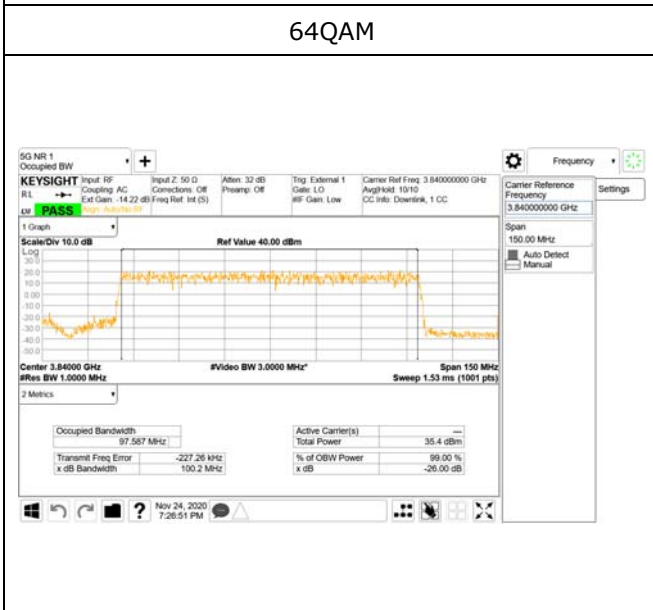 64QAM
5G NR 1
Occupied BW
Frequency
KEYSIGHT
Input: RF
Input Z: 50 Ω
Atten: 32 dB
Trig: External 1
Carrier Ref Freq: 3.840000000 GHz
RL
Coupling: AC
Corrections: Off
Preamp: Off
Gate: LO
Avg|Hold: 10/10
Ext Gain: -14.22 dB
Freq Ref: Int (S)
#IF Gain: Low
CC Info: Downlink, 1 CC
PASS
Align: Auto/No RF
Carrier Reference
Frequency
3.840000000 GHz
Settings
Span
150.00 MHz
Auto Detect
Manual
1 Graph
Scale/Div 10.0 dB
Ref Value 40.00 dBm
Log
30.0
20.0
10.0
0.00
-10.0
-20.0
-30.0
-40.0
-50.0
Center 3.84000 GHz
#Video BW 3.0000 MHz*
Span 150 MHz
#Res BW 1.0000 MHz
Sweep 1.53 ms (1001 pts)
2 Metrics
Occupied Bandwidth
97.587 MHz
Active Carrier(s)
---
Total Power
35.4 dBm
Transmit Freq Error
-227.26 kHz
% of OBW Power
99.00 %
x dB Bandwidth
100.2 MHz
x dB
-26.00 dB
Nov 24, 2020
7:26:51 PM